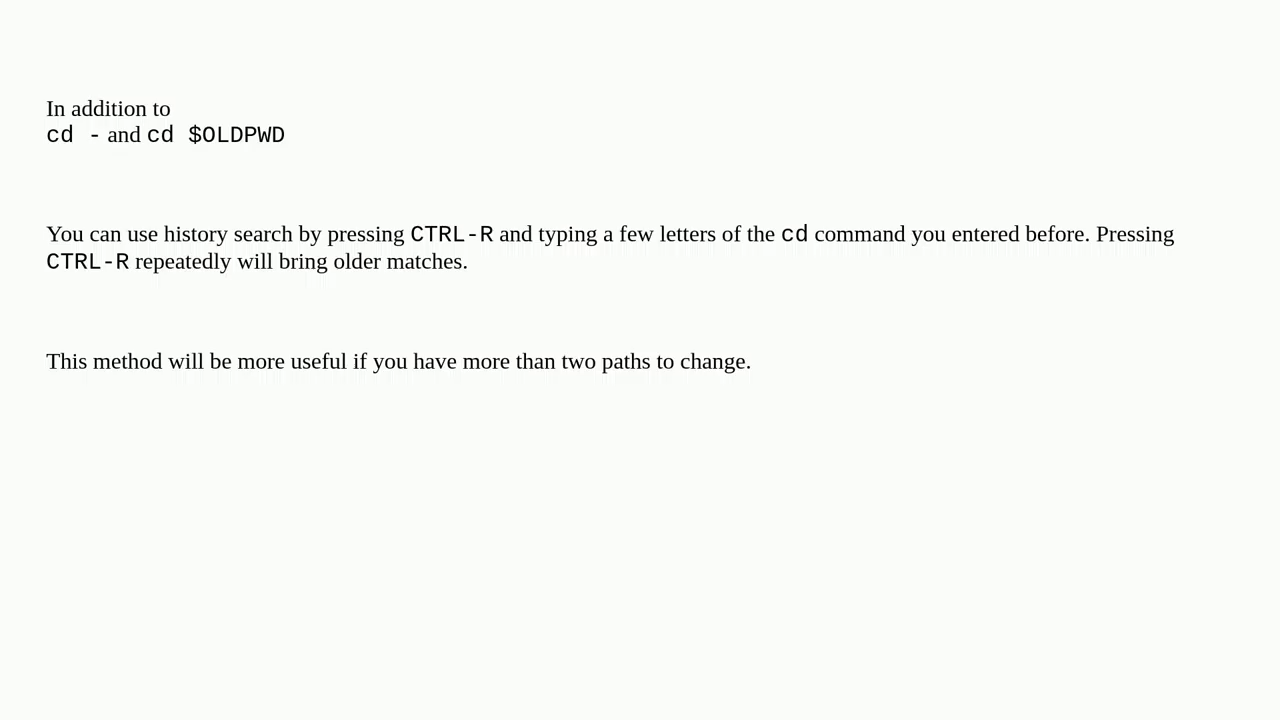 In addition to
cd - and cd $OLDPWD
You can use history search by pressing CTRL-R and typing a few letters of the cd command you entered before. Pressing
CTRL-R repeatedly will bring older matches.
This method will be more useful if you have more than two paths to change.